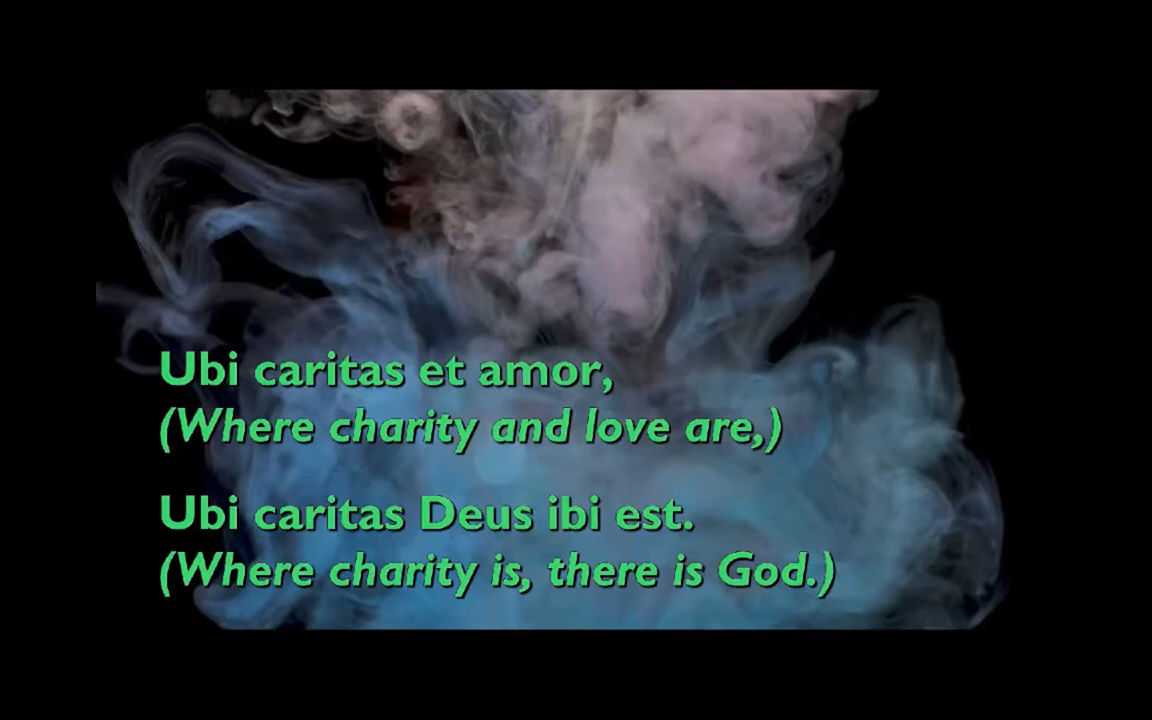 Ubi caritas et amor,
(Where charity and love are,)
Ubi caritas Deus ibi est.
(Where charity is, there is God.)